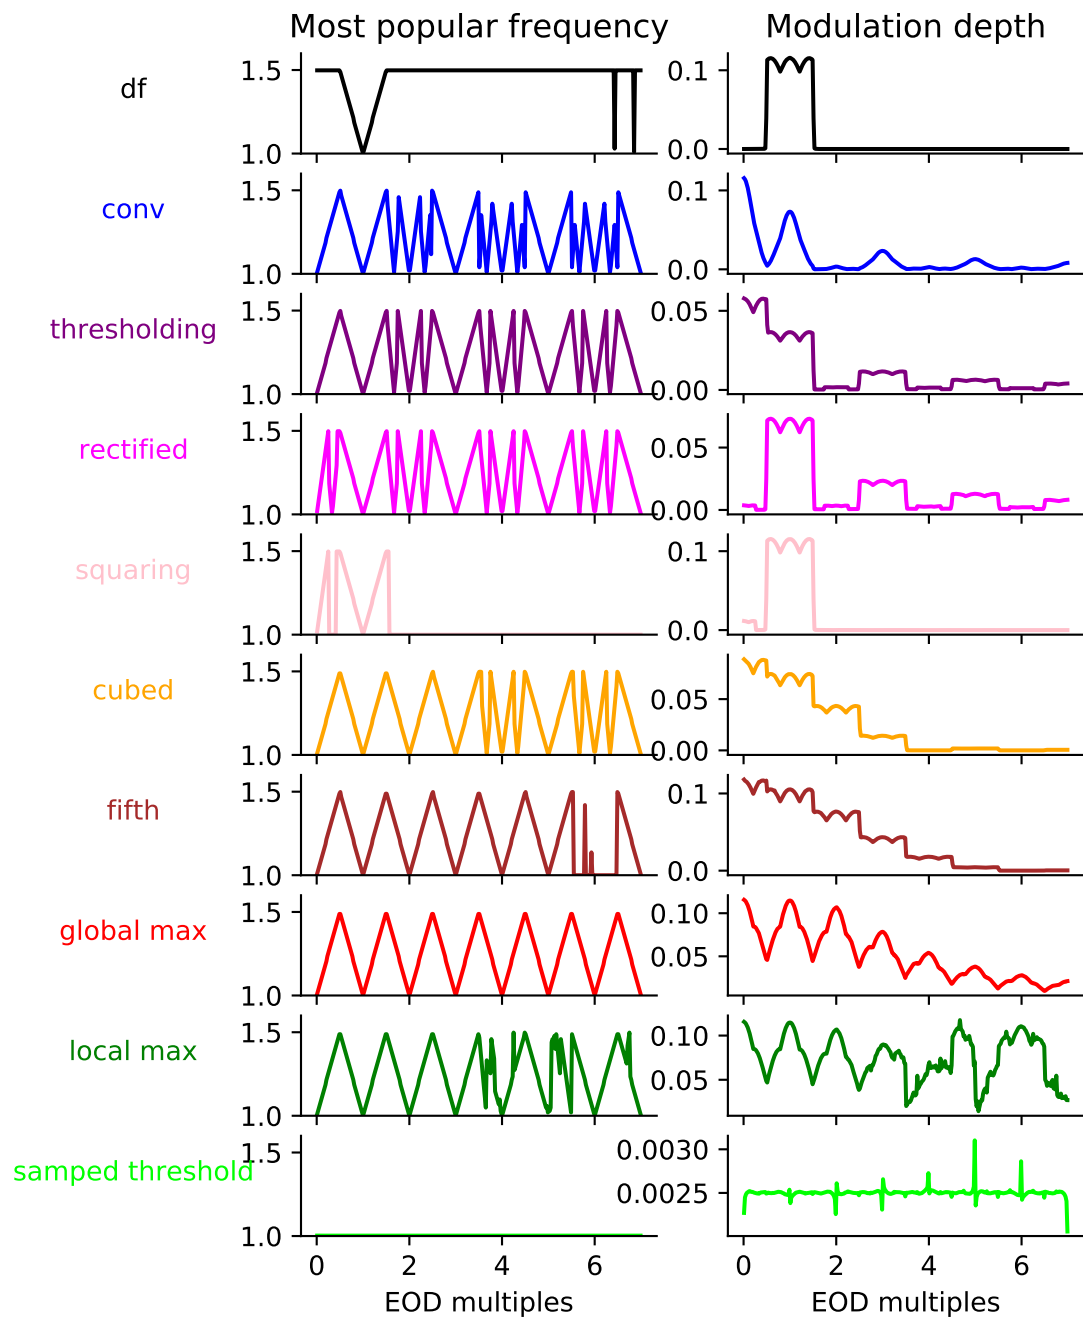 Most popular frequency
Modulation depth
df
1.5
1.0
0.1
0.0
conv
1.5
1.0
0.1
0.0
thresholding
1.5
1.0
0.05
0.00
rectified
1.5
1.0
0.05
0.00
squaring
1.5
1.0
0.1
0.0
cubed
1.5
1.0
0.05
0.00
fifth
1.5
1.0
0.1
0.0
global max
1.5
1.0
0.10
0.05
local max
1.5
1.0
0.10
0.05
samped threshold
1.5
1.0
0.0030
0.0025
0 2 4 6
0 2 4 6
EOD multiples
EOD multiples